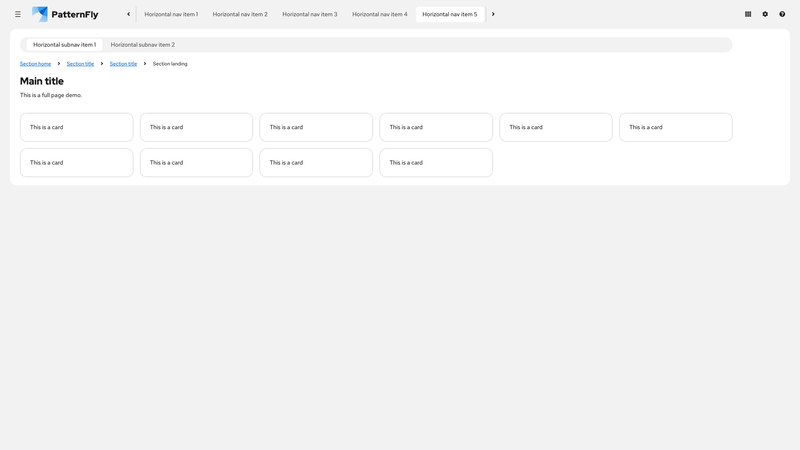 PatternFly
Horizontal nav item 1 Horizontal nav item 2 Horizontal nav item 3 Horizontal nav item 4 Horizontal nav item 5
Horizontal subnav item 1 Horizontal subnav item 2
Section home Section title Section title Section landing
Main title
This is a full page demo.
This is a card This is a card This is a card This is a card This is a card This is a card
This is a card This is a card This is a card This is a card